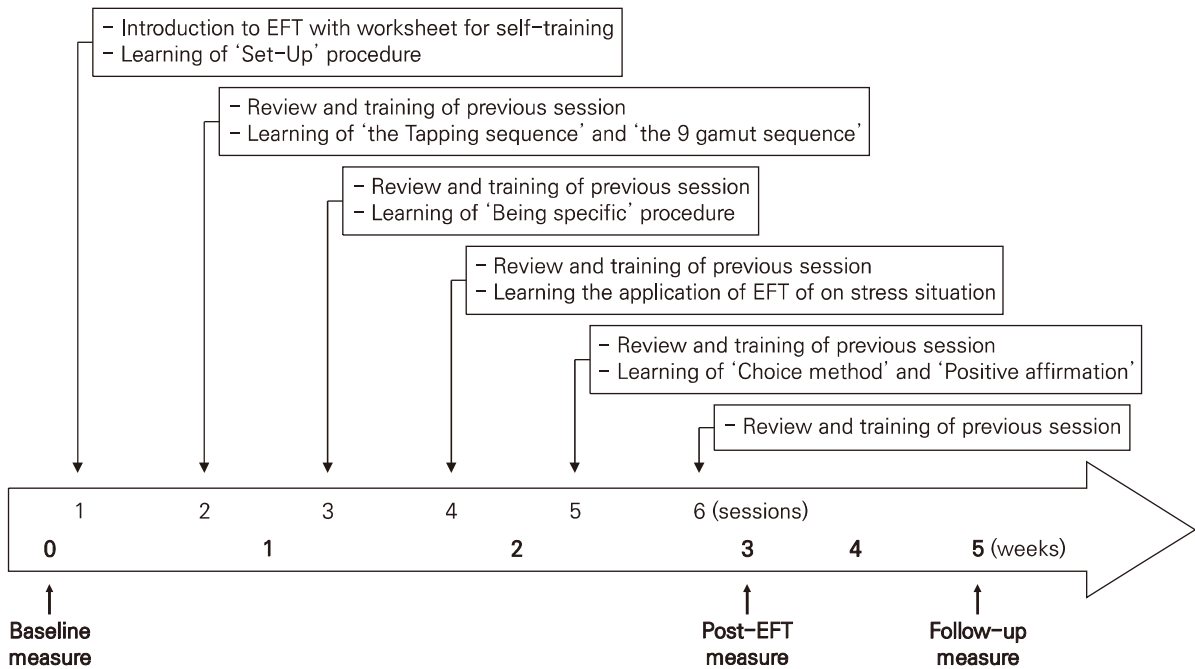 – Introduction to EFT with worksheet for self-training
– Learning of ‘Set-Up’ procedure
– Review and training of previous session
– Learning of ‘the Tapping sequence’ and ‘the 9 gamut sequence’
– Review and training of previous session
– Learning of ‘Being specific’ procedure
– Review and training of previous session
– Learning the application of EFT of on stress situation
– Review and training of previous session
– Learning of ‘Choice method’ and ‘Positive affirmation’
– Review and training of previous session
1 2 3 4 5 6 (sessions)
0 1 2 3 4 5 (weeks)
Baseline measure
Post-EFT measure
Follow-up measure